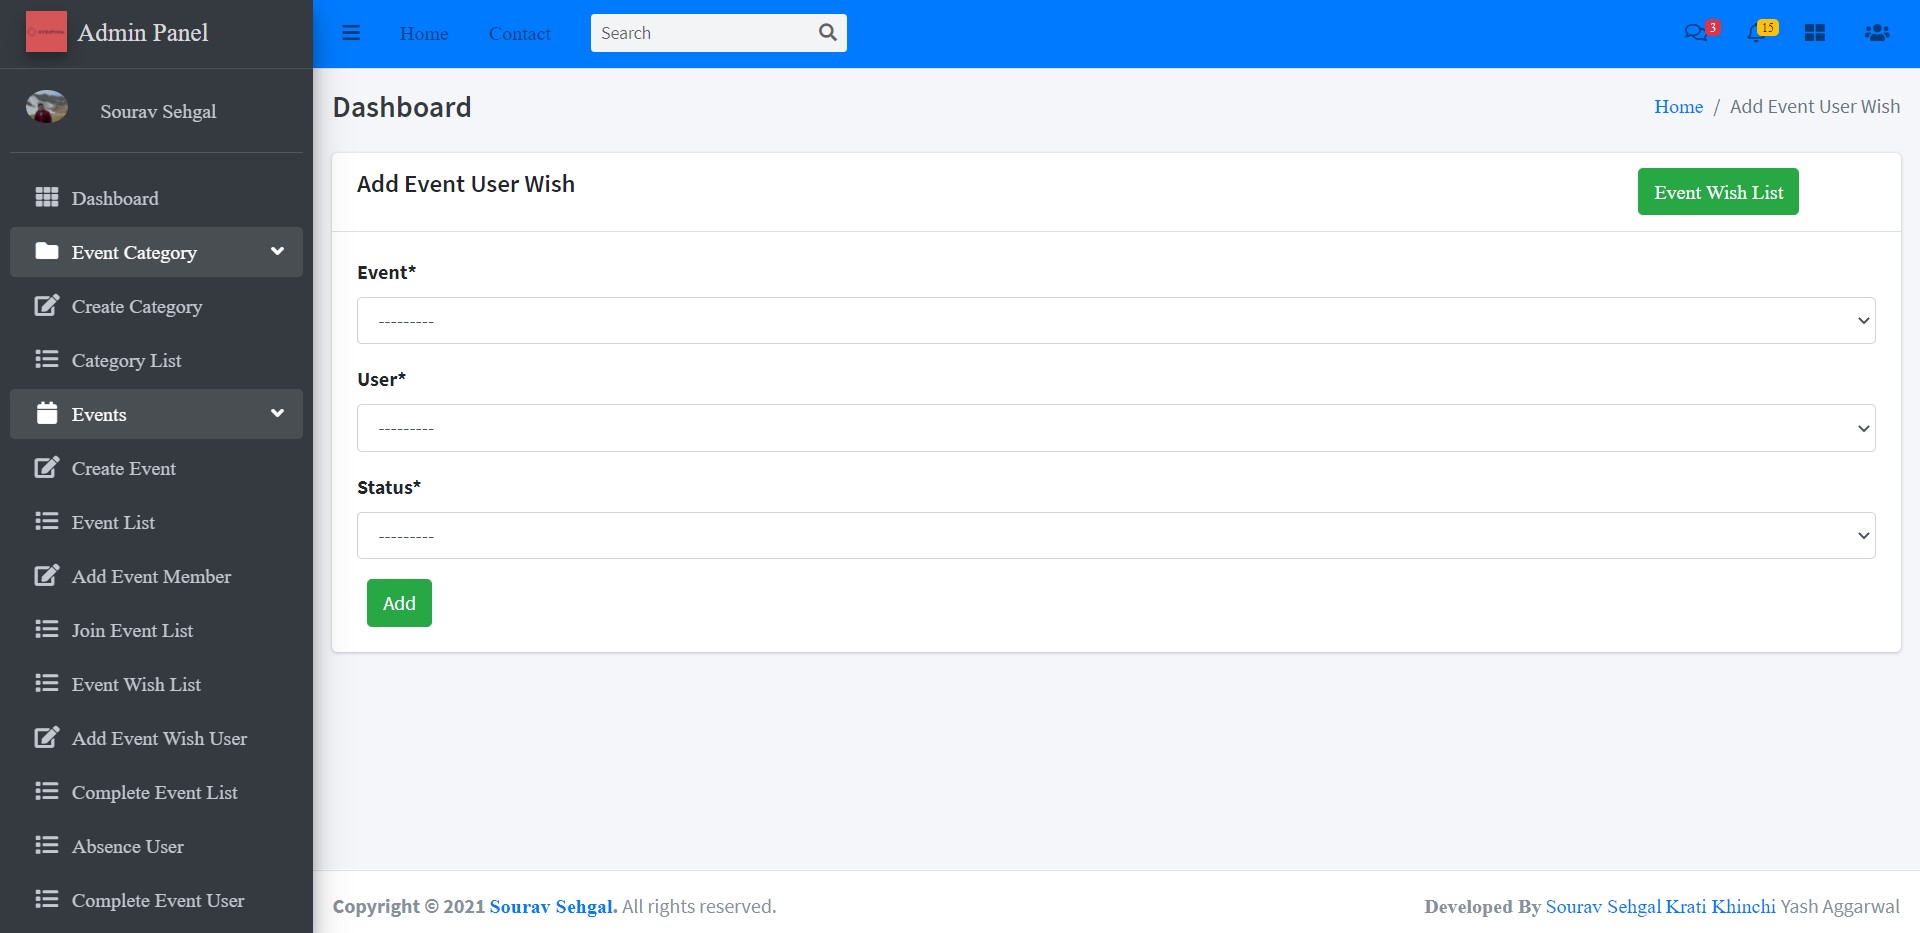 Admin Panel
Home
Contact
Search
3
15
Sourav Sehgal
Dashboard
Event Category
Create Category
Category List
Events
Create Event
Event List
Add Event Member
Join Event List
Event Wish List
Add Event Wish User
Complete Event List
Absence User
Complete Event User
Dashboard
Home / Add Event User Wish
Add Event User Wish
Event Wish List
Event*
---------
User*
---------
Status*
---------
Add
Copyright © 2021 Sourav Sehgal. All rights reserved.
Developed By Sourav Sehgal Krati Khinchi Yash Aggarwal